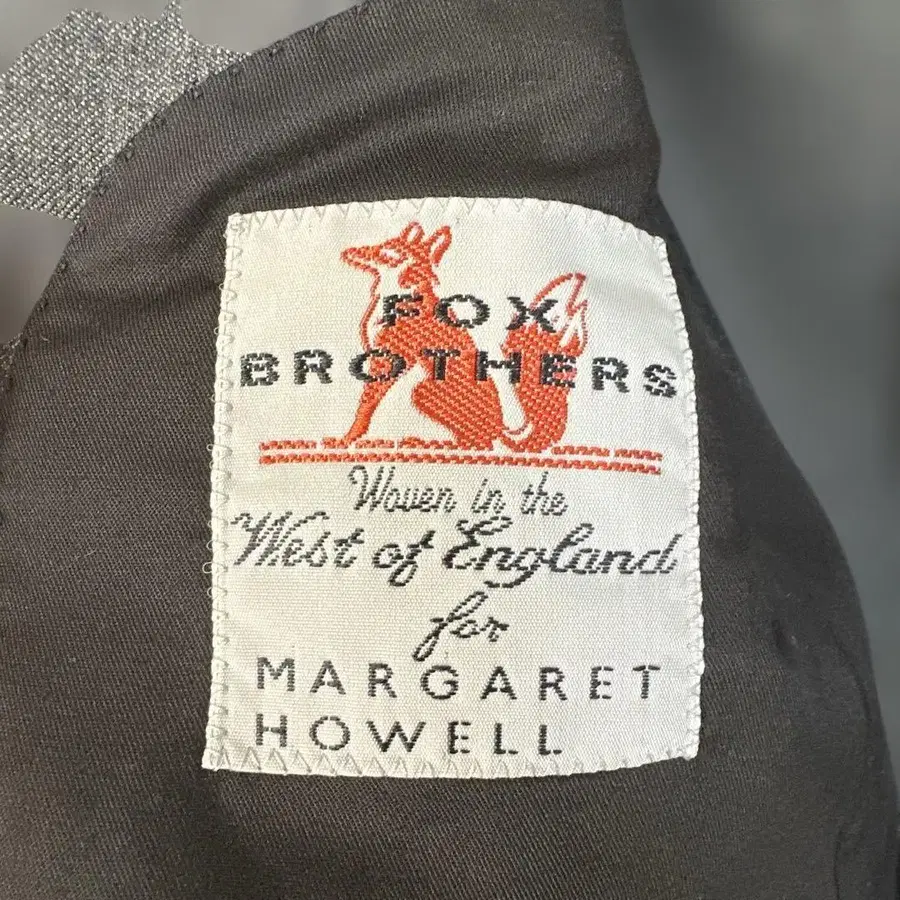 FOX
BROTHERS
Woven in the
West of England
for
MARGARET
HOWELL